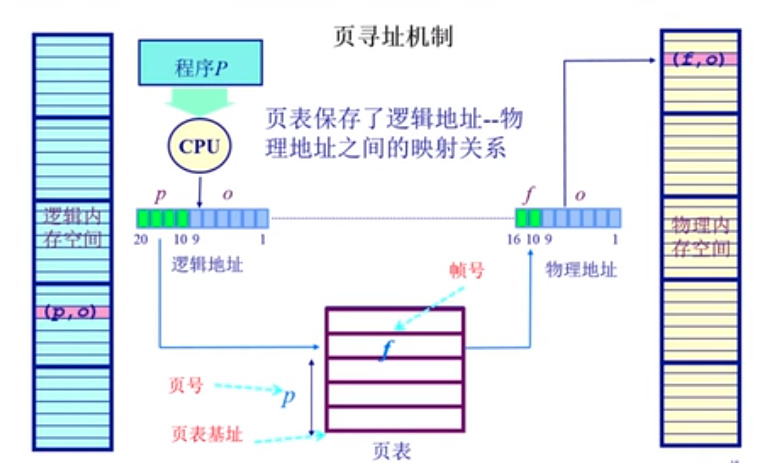 页寻址机制
程序P
CPU
页表保存了逻辑地址--物
理地址之间的映射关系
(f,o)
p
o
f
o
20
10 9
1
16 10 9
1
逻辑地址
物理地址
逻辑内
存空间
物理内
存空间
(p,o)
帧号
f
页号
p
页表基址
页表